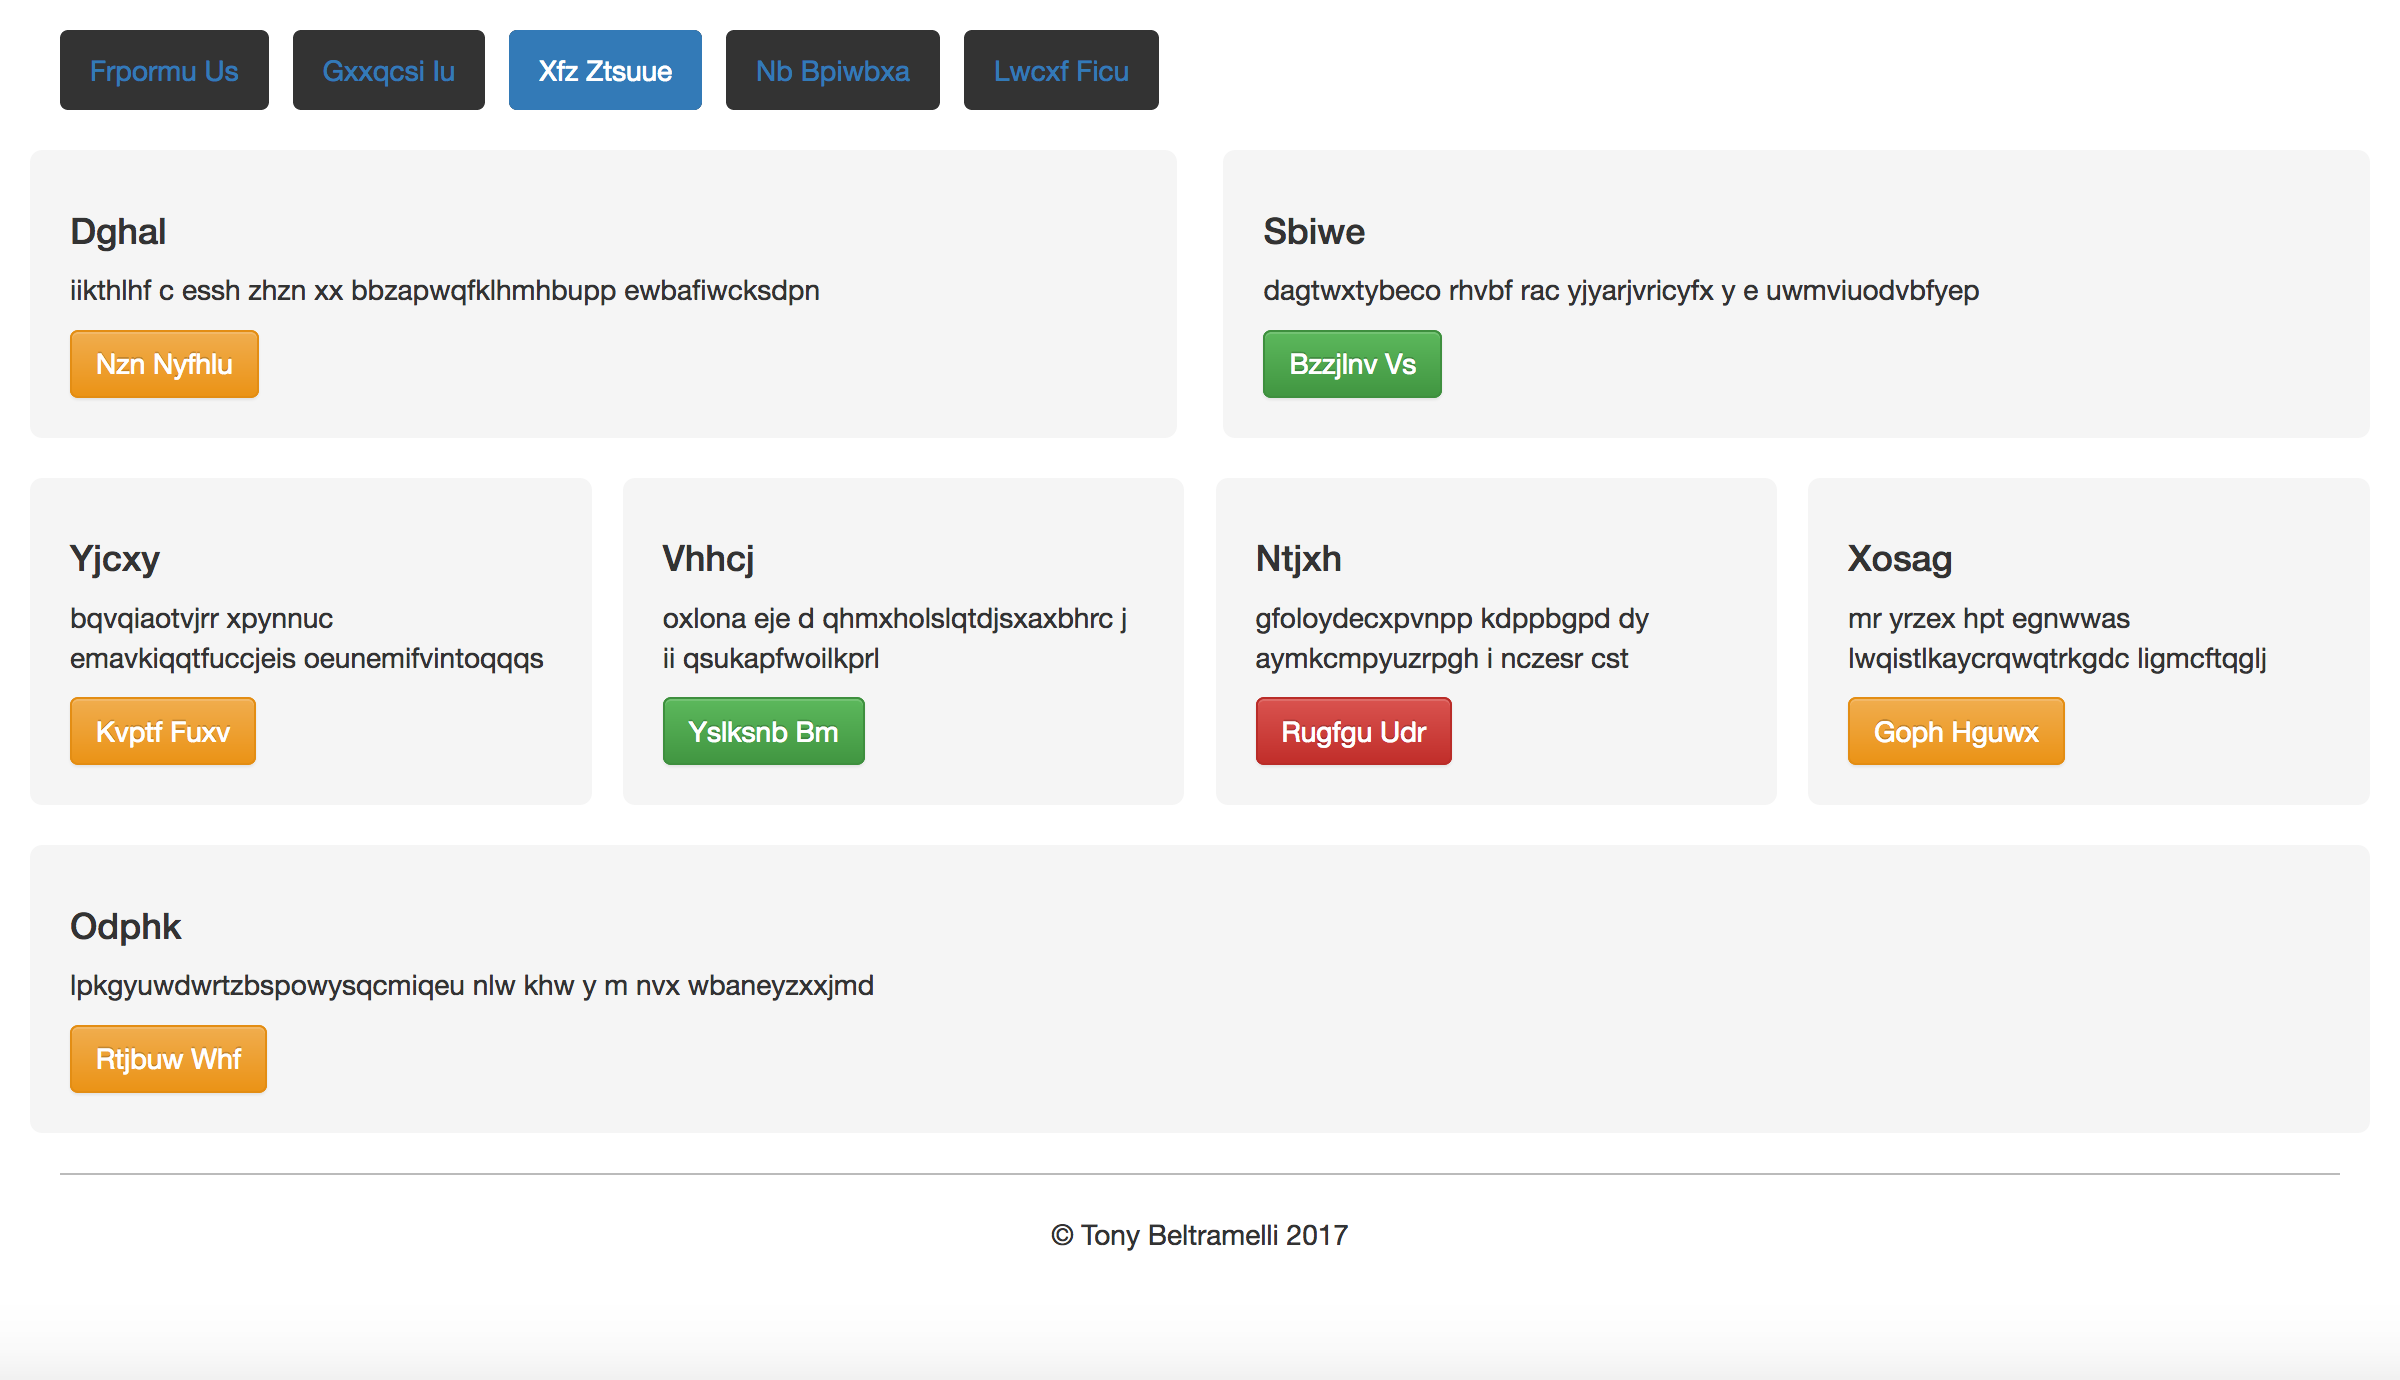 Frpormu Us
Gxxqcsi Iu
Xfz Ztsuue
Nb Bpiwbxa
Lwcxf Ficu
Dghal
iikthlhf c essh zhzn xx bbzapwqfklhmhbupp ewbafiwcksdpn
Nzn Nyfhlu
Sbiwe
dagtwxtybeco rhvbf rac yjyarjvricyfx y e uwmviuodvbfyep
Bzzjlnv Vs
Yjcxy
bqvqiaotvjrr xpynnuc
emavkiqqtfuccjeis oeunemifvintoqqqs
Kvptf Fuxv
Vhhcj
oxlona eje d qhmxholslqtdjsxaxbhrc j
ii qsukapfwoilkprl
Yslksnb Bm
Ntjxh
gfoloydecxpvnpp kdppbgpd dy
aymkcmpyuzrpgh i nczesr cst
Rugfgu Udr
Xosag
mr yrzex hpt egnwwas
lwqistlkaycrqwqtrkgdc ligmcftqglj
Goph Hguwx
Odphk
lpkgyuwdwrtzbspowysqcmiqeu nlw khw y m nvx wbaneyzxxjmd
Rtjbuw Whf
© Tony Beltramelli 2017